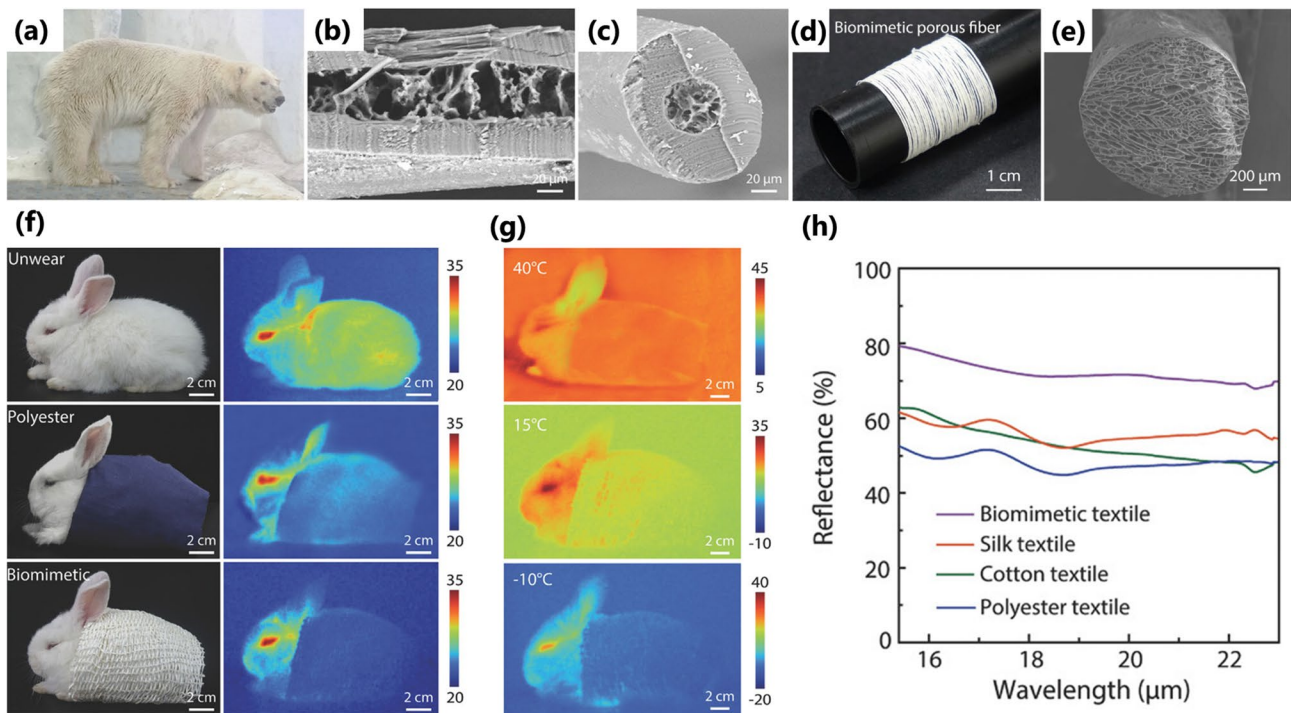 (a)
(b)
20 μm
(c)
20 μm
(d)
Biomimetic porous fiber
1 cm
(e)
200 μm
(f)
Unwear
2 cm
35
2 cm
20
Polyester
2 cm
35
2 cm
20
Biomimetic
2 cm
35
2 cm
20
(g)
40°C
45
2 cm
5
15°C
45
2 cm
-10
-10°C
40
2 cm
-20
(h)
100
80
60
40
20
0
Reflectance (%)
Biomimetic textile
Silk textile
Cotton textile
Polyester textile
16 18 20 22
Wavelength (μm)